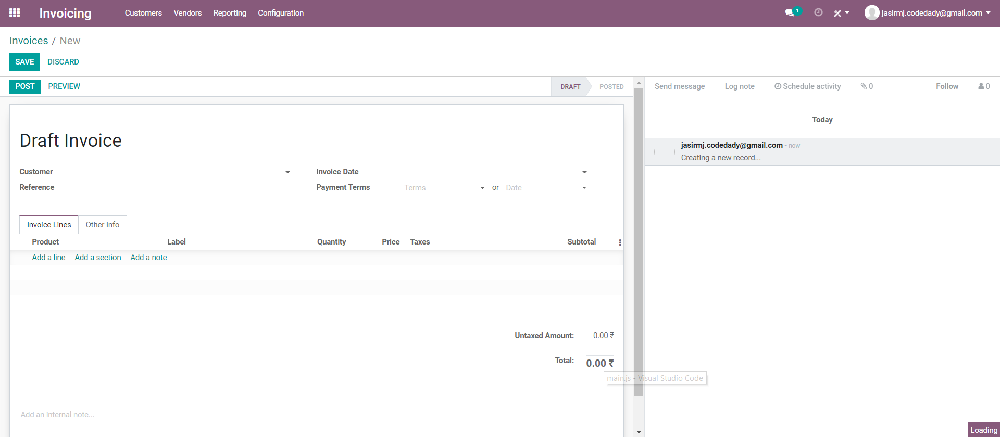 Invoicing Customers Vendors Reporting Configuration 1 jasirmj.codedady@gmail.com
Invoices / New
SAVE DISCARD
POST PREVIEW DRAFT POSTED Send message Log note Schedule activity 0 Follow 0
Today
Draft Invoice
jasirmj.codedady@gmail.com - now
Creating a new record...
Customer Invoice Date
Reference Payment Terms Terms or Date
Invoice Lines Other Info
Product Label Quantity Price Taxes Subtotal
Add a line Add a section Add a note
Untaxed Amount: 0.00 ₹
Total: 0.00 ₹
main.js - Visual Studio Code
Add an internal note...
Loading